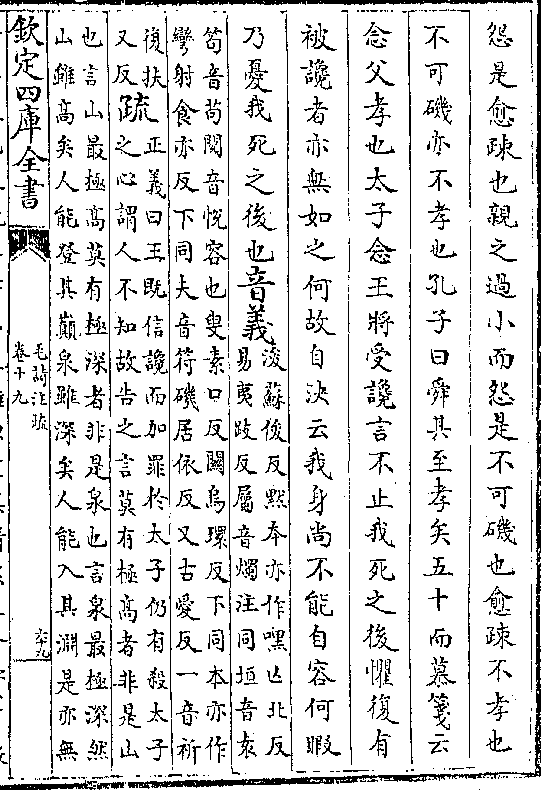 怨是愈踈也親之過小而怨是不可磯也愈踈不孝也
不可磯亦不孝也孔子曰舜其至孝矣五十而慕箋云
念父孝也太子念王將受讒言不止我死之後懼復有
被讒者亦無如之何故自決云我身尚不能自容何暇
乃憂我死之後也音義
浚蘇俊反黙本亦作嘿亡北反
易夷䟴反屬音燭注同垣音袁
笱音茍閱音悅容也叟素口反關烏環反下同本亦作
彎射食亦反下同夫音符磯居依反又古愛反一音祈
復扶
又反
疏
正義曰王既信讒而加罪於太子仍有殺太子
之心謂人不知故告之言莫有極高者非是山
也言山最極高莫有極深者非是泉也言泉最極深然
山雖高矣人能登其巔泉雖深矣人能入其淵是亦無
欽定四庫全書
毛詩注疏
卷十九